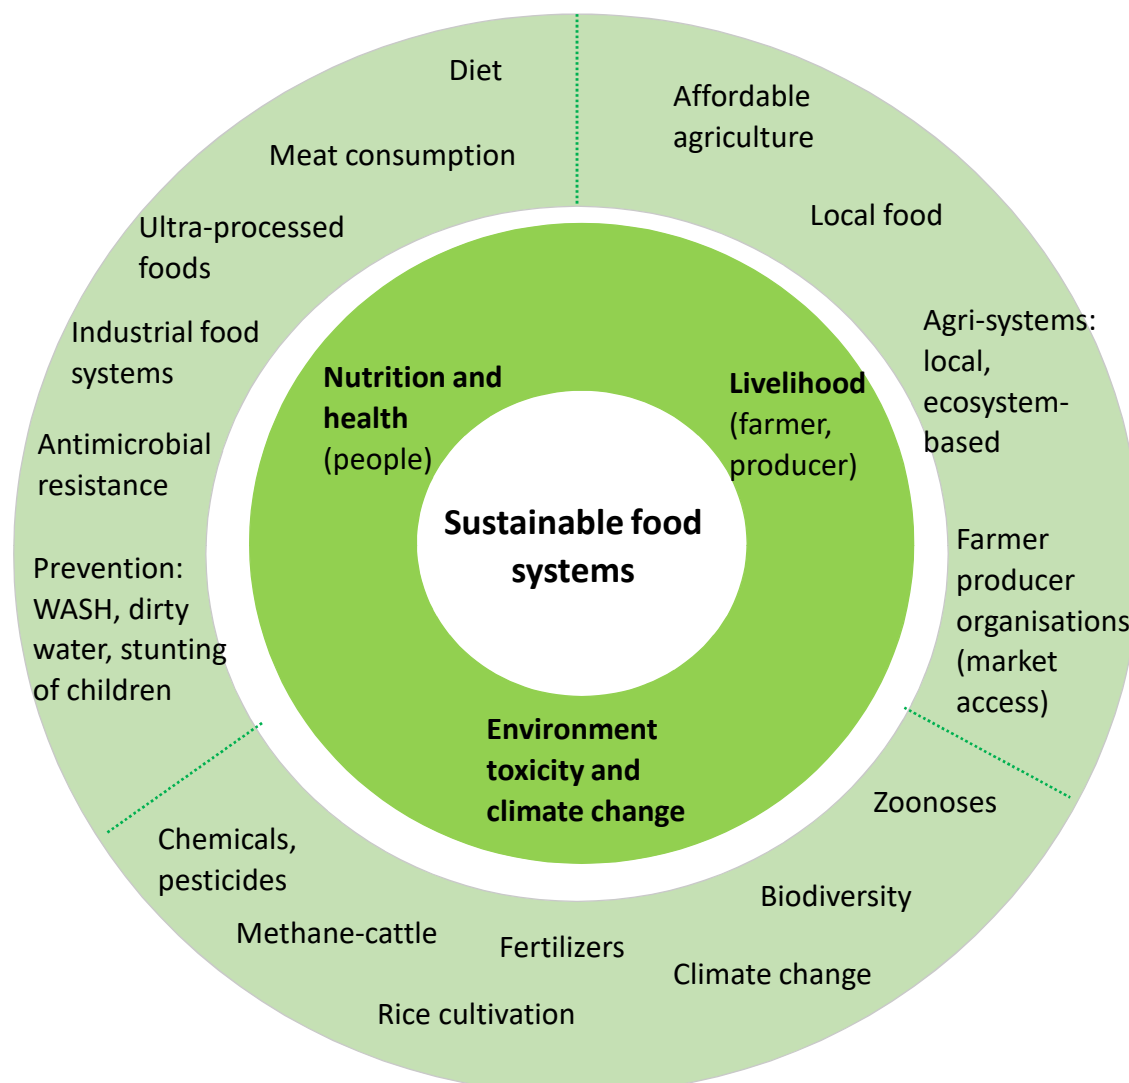 Diet
Meat consumption
Ultra-processed
foods
Industrial food
systems
Antimicrobial
resistance
Prevention:
WASH, dirty
water, stunting
of children
Affordable
agriculture
Local food
Agri-systems:
local,
ecosystem-
based
Farmer
producer
organisations
(market
access)
Nutrition and
health
(people)
Livelihood
(farmer,
producer)
Sustainable food
systems
Environment
toxicity and
climate change
Zoonoses
Chemicals,
pesticides
Biodiversity
Methane-cattle
Fertilizers
Climate change
Rice cultivation